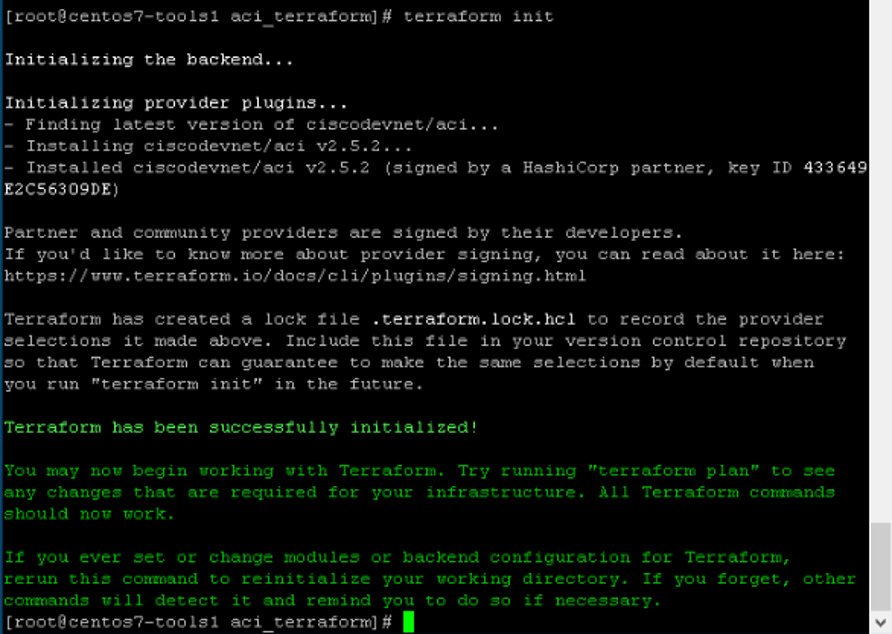 [root@centos7-tools1 aci_terraform]# terraform init
Initializing the backend...
Initializing provider plugins...
- Finding latest version of ciscodevnet/aci...
- Installing ciscodevnet/aci v2.5.2...
- Installed ciscodevnet/aci v2.5.2 (signed by a HashiCorp partner, key ID 433649
E2C56309DE)
Partner and community providers are signed by their developers.
If you'd like to know more about provider signing, you can read about it here:
https://www.terraform.io/docs/cli/plugins/signing.html
Terraform has created a lock file .terraform.lock.hcl to record the provider
selections it made above. Include this file in your version control repository
so that Terraform can guarantee to make the same selections by default when
you run "terraform init" in the future.
Terraform has been successfully initialized!
You may now begin working with Terraform. Try running "terraform plan" to see
any changes that are required for your infrastructure. All Terraform commands
should now work.
If you ever set or change modules or backend configuration for Terraform,
rerun this command to reinitialize your working directory. If you forget, other
commands will detect it and remind you to do so if necessary.
[root@centos7-tools1 aci_terraform]#